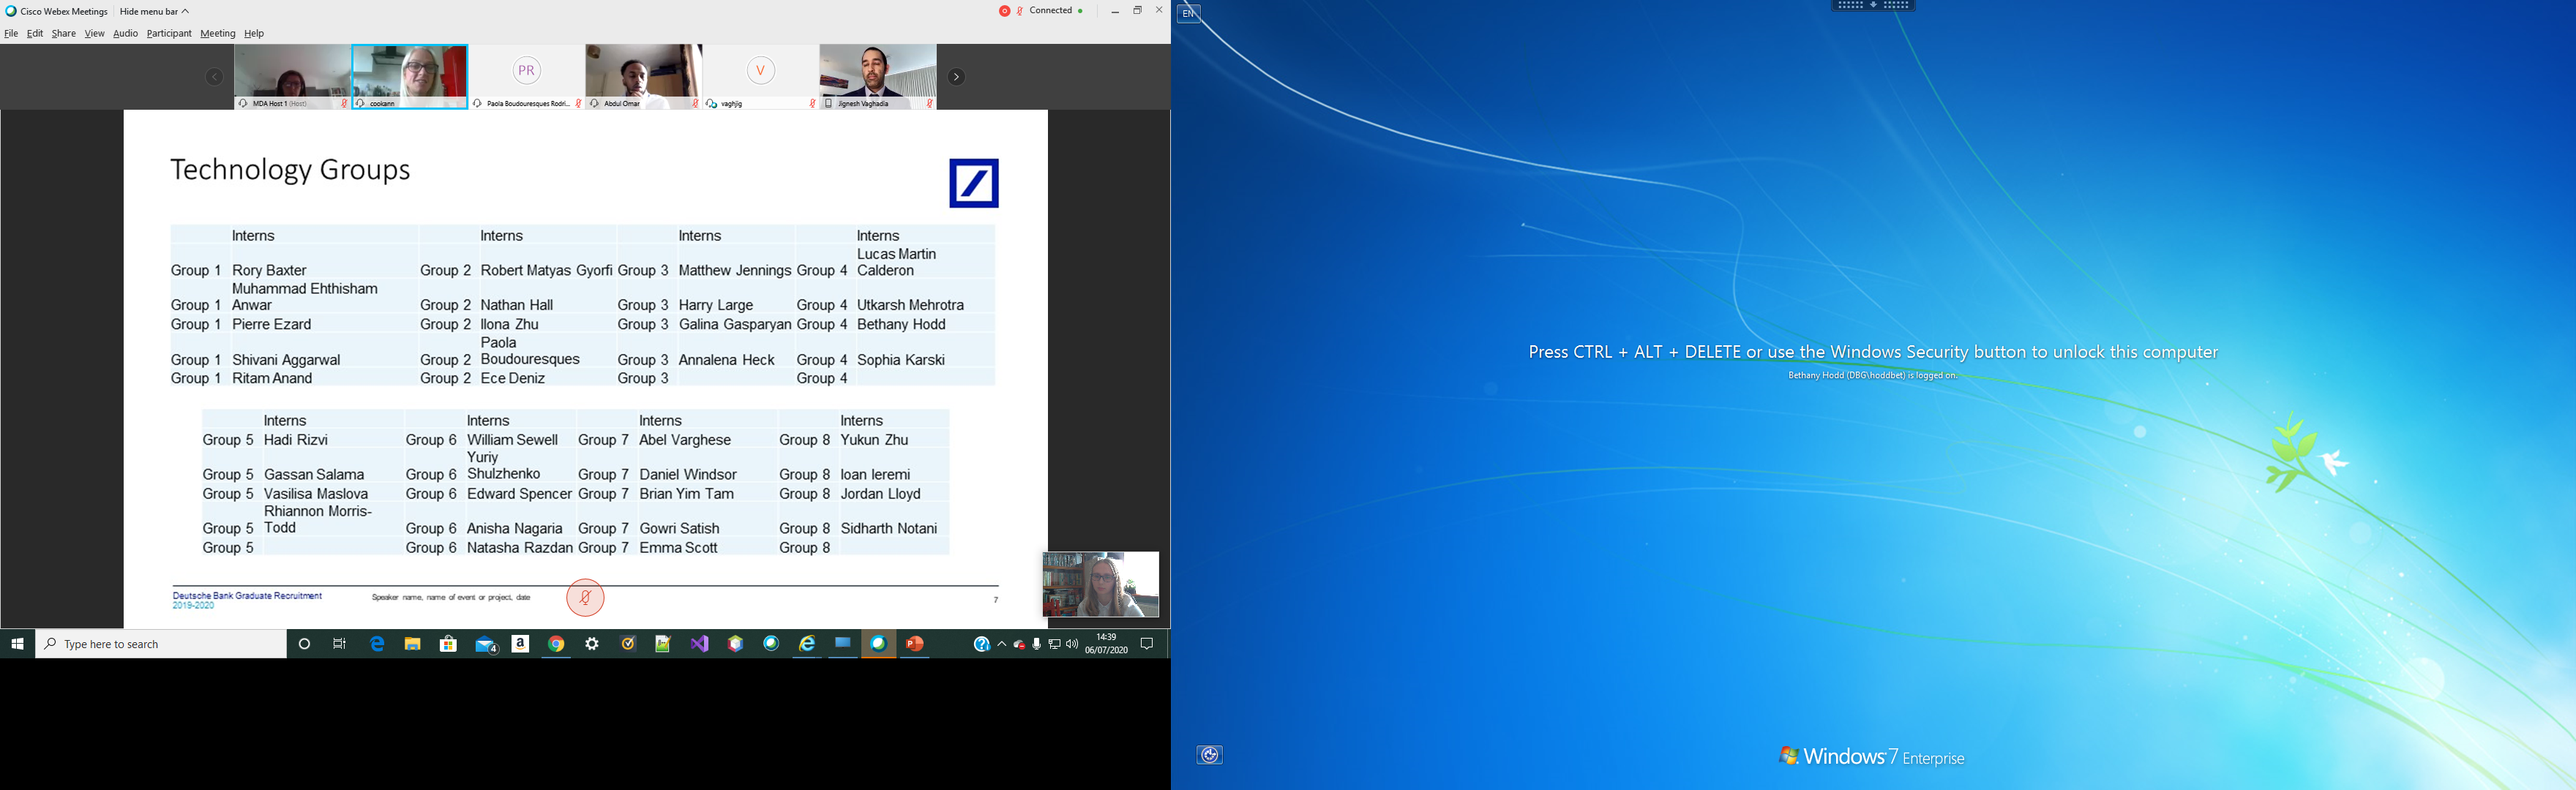 Cisco Webex Meetings Hide menu bar
Connected
File Edit Share View Audio Participant Meeting Help
PR
V
MDA Host 1 (Host)
cookann
Paola Boudouresques Rodri...
Abdul Omar
vaghjig
Jignesh Vaghadia
Technology Groups
Interns Interns Interns Interns
Group 1 Rory Baxter Group 2 Robert Matyas Gyorfi Group 3 Matthew Jennings Group 4 Lucas Martin Calderon
Group 1 Muhammad Ehthisham Anwar Group 2 Nathan Hall Group 3 Harry Large Group 4 Utkarsh Mehrotra
Group 1 Pierre Ezard Group 2 Ilona Zhu Group 3 Galina Gasparyan Group 4 Bethany Hodd
Group 1 Shivani Aggarwal Group 2 Paola Boudouresques Group 3 Annalena Heck Group 4 Sophia Karski
Group 1 Ritam Anand Group 2 Ece Deniz Group 3 Group 4
Interns Interns Interns Interns
Group 5 Hadi Rizvi Group 6 William Sewell Group 7 Abel Varghese Group 8 Yukun Zhu
Group 5 Gassan Salama Group 6 Yuriy Shulzhenko Group 7 Daniel Windsor Group 8 Ioan Ieremi
Group 5 Vasilisa Maslova Group 6 Edward Spencer Group 7 Brian Yim Tam Group 8 Jordan Lloyd
Group 5 Rhiannon Morris-Todd Group 6 Anisha Nagaria Group 7 Gowri Satish Group 8 Sidharth Notani
Group 5 Group 6 Natasha Razdan Group 7 Emma Scott Group 8
Deutsche Bank Graduate Recruitment
2019-2020
Speaker name, name of event or project, date
7
Type here to search
4
a
14:39
06/07/2020
EN
Press CTRL + ALT + DELETE or use the Windows Security button to unlock this computer
Bethany Hodd (DBG\hoddbet) is logged on.
Windows 7 Enterprise